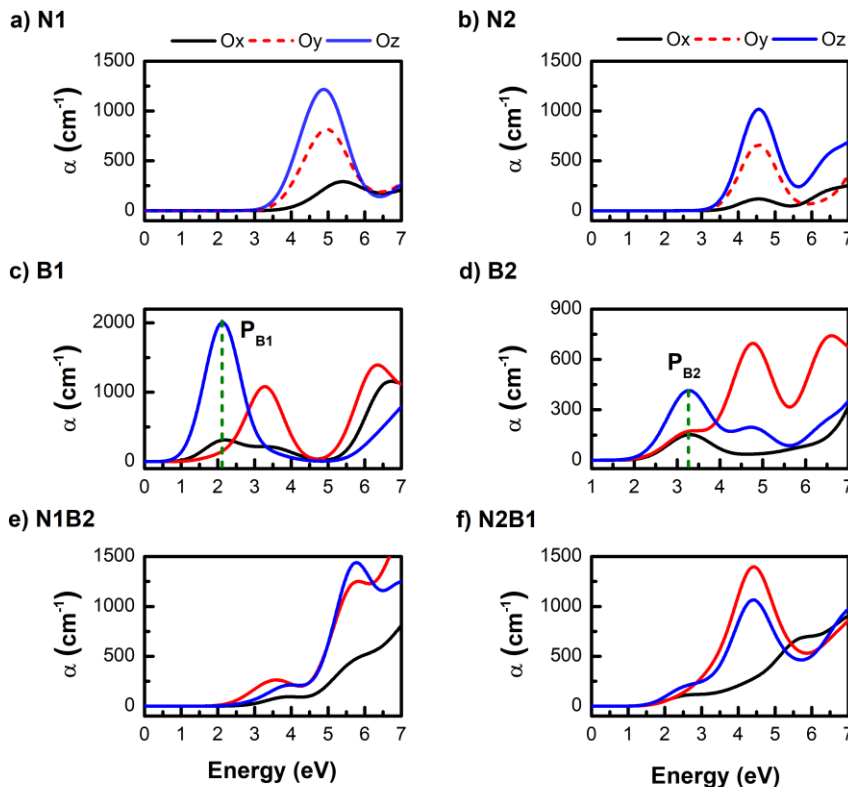 a) N1
Ox Oy Oz
1500
1000
500
0
α (cm⁻¹)
0 1 2 3 4 5 6 7
b) N2
Ox Oy Oz
1500
1000
500
0
α (cm⁻¹)
0 1 2 3 4 5 6 7
c) B1
2000
1000
0
α (cm⁻¹)
P_B1
0 1 2 3 4 5 6 7
d) B2
900
600
300
0
α (cm⁻¹)
P_B2
1 2 3 4 5 6 7
e) N1B2
1500
1000
500
0
α (cm⁻¹)
0 1 2 3 4 5 6 7
Energy (eV)
f) N2B1
1500
1000
500
0
α (cm⁻¹)
0 1 2 3 4 5 6 7
Energy (eV)